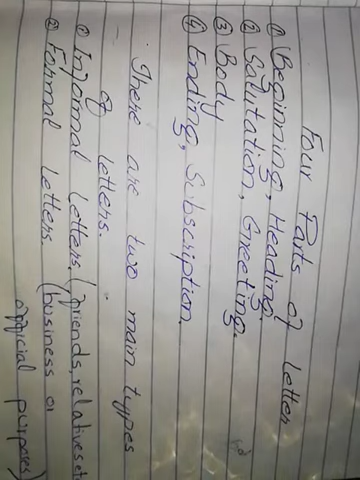 Four Parts of Letter
① Beginning, Heading.
② Salutation, Greeting.
③ Body
④ Ending, Subscription.
There are two main types
of letters.
① Informal Letters. (friends, relatives etc
② Formal Letters. (business or
official purposes)